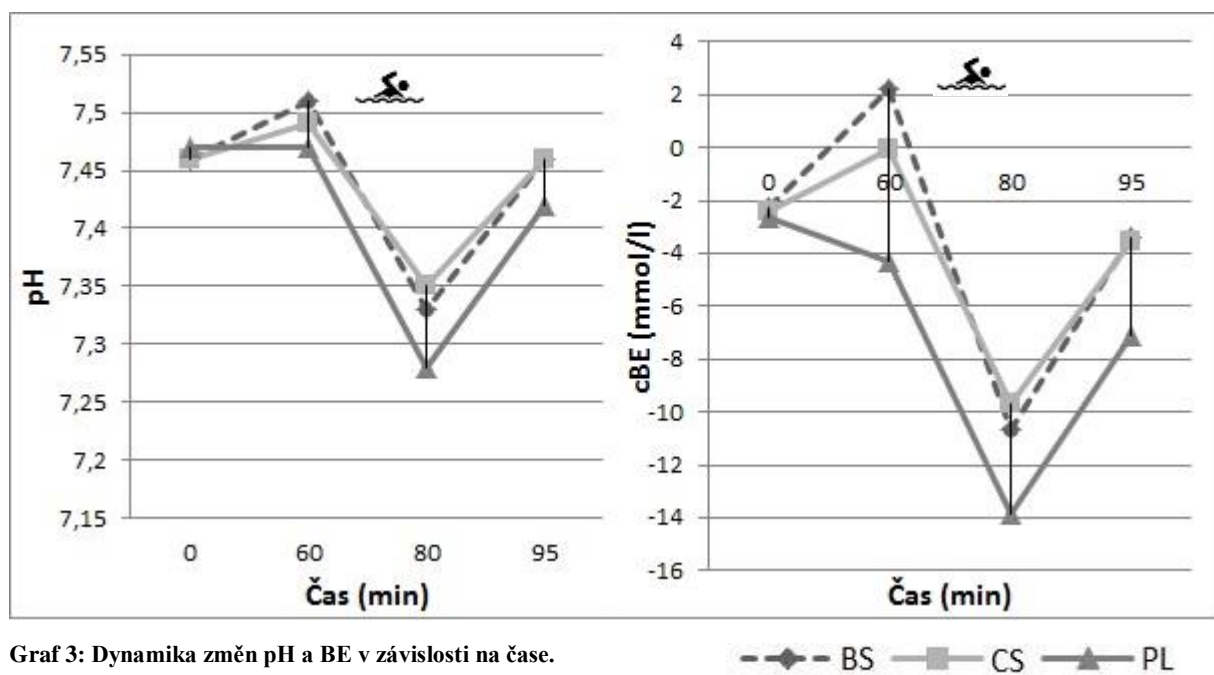 7,55
7,5
7,45
7,4
7,35
7,3
7,25
7,2
7,15
pH
0 60 80 95
Čas (min)
4
2
0
-2
-4
-6
-8
-10
-12
-14
-16
cBE (mmol/l)
0 60 80 95
Čas (min)
Graf 3: Dynamika změn pH a BE v závislosti na čase.
BS CS PL